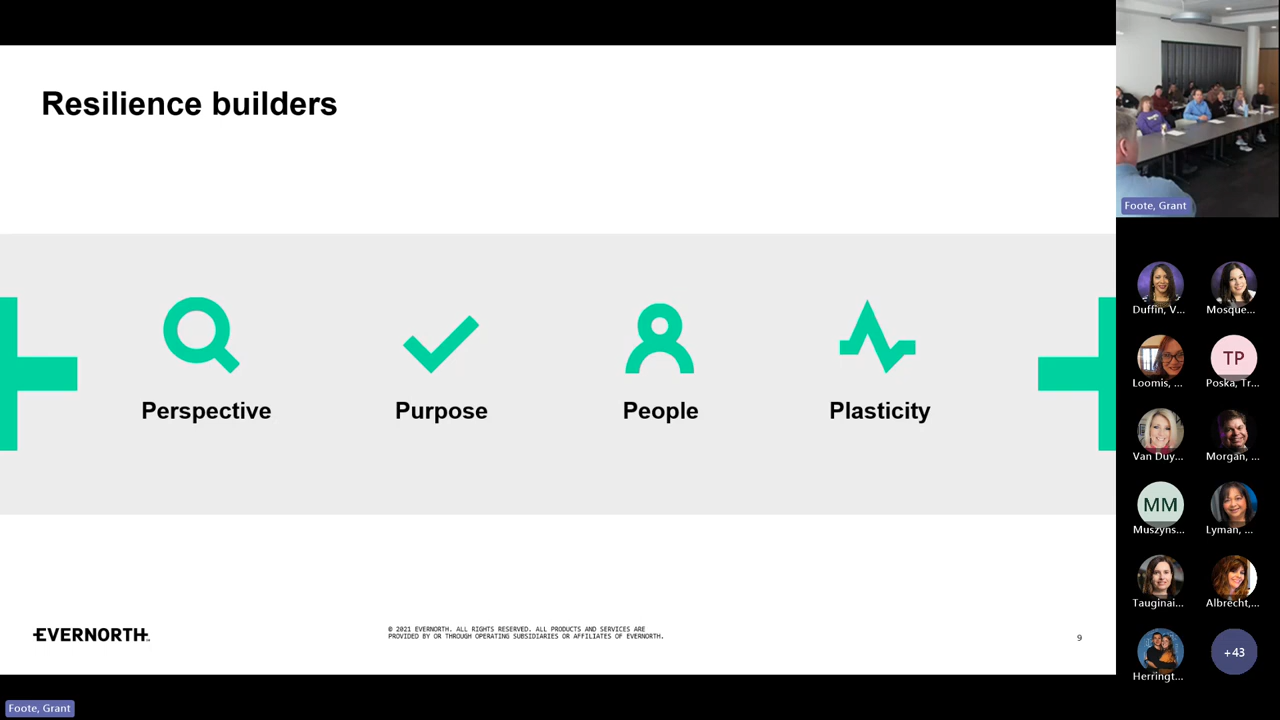 Resilience builders
Perspective
Purpose
People
Plasticity
EVERNORTH
© 2021 EVERNORTH. ALL RIGHTS RESERVED. ALL PRODUCTS AND SERVICES ARE
PROVIDED BY OR THROUGH OPERATING SUBSIDIARIES OR AFFILIATES OF EVERNORTH.
9
Foote, Grant
Foote, Grant
Duffin, V...
Mosque...
Loomis, ...
TP
Poska, Tr...
Van Duy...
Morgan, ...
MM
Muszyns...
Lyman, ...
Tauginai...
Albrecht,...
Herringt...
+43